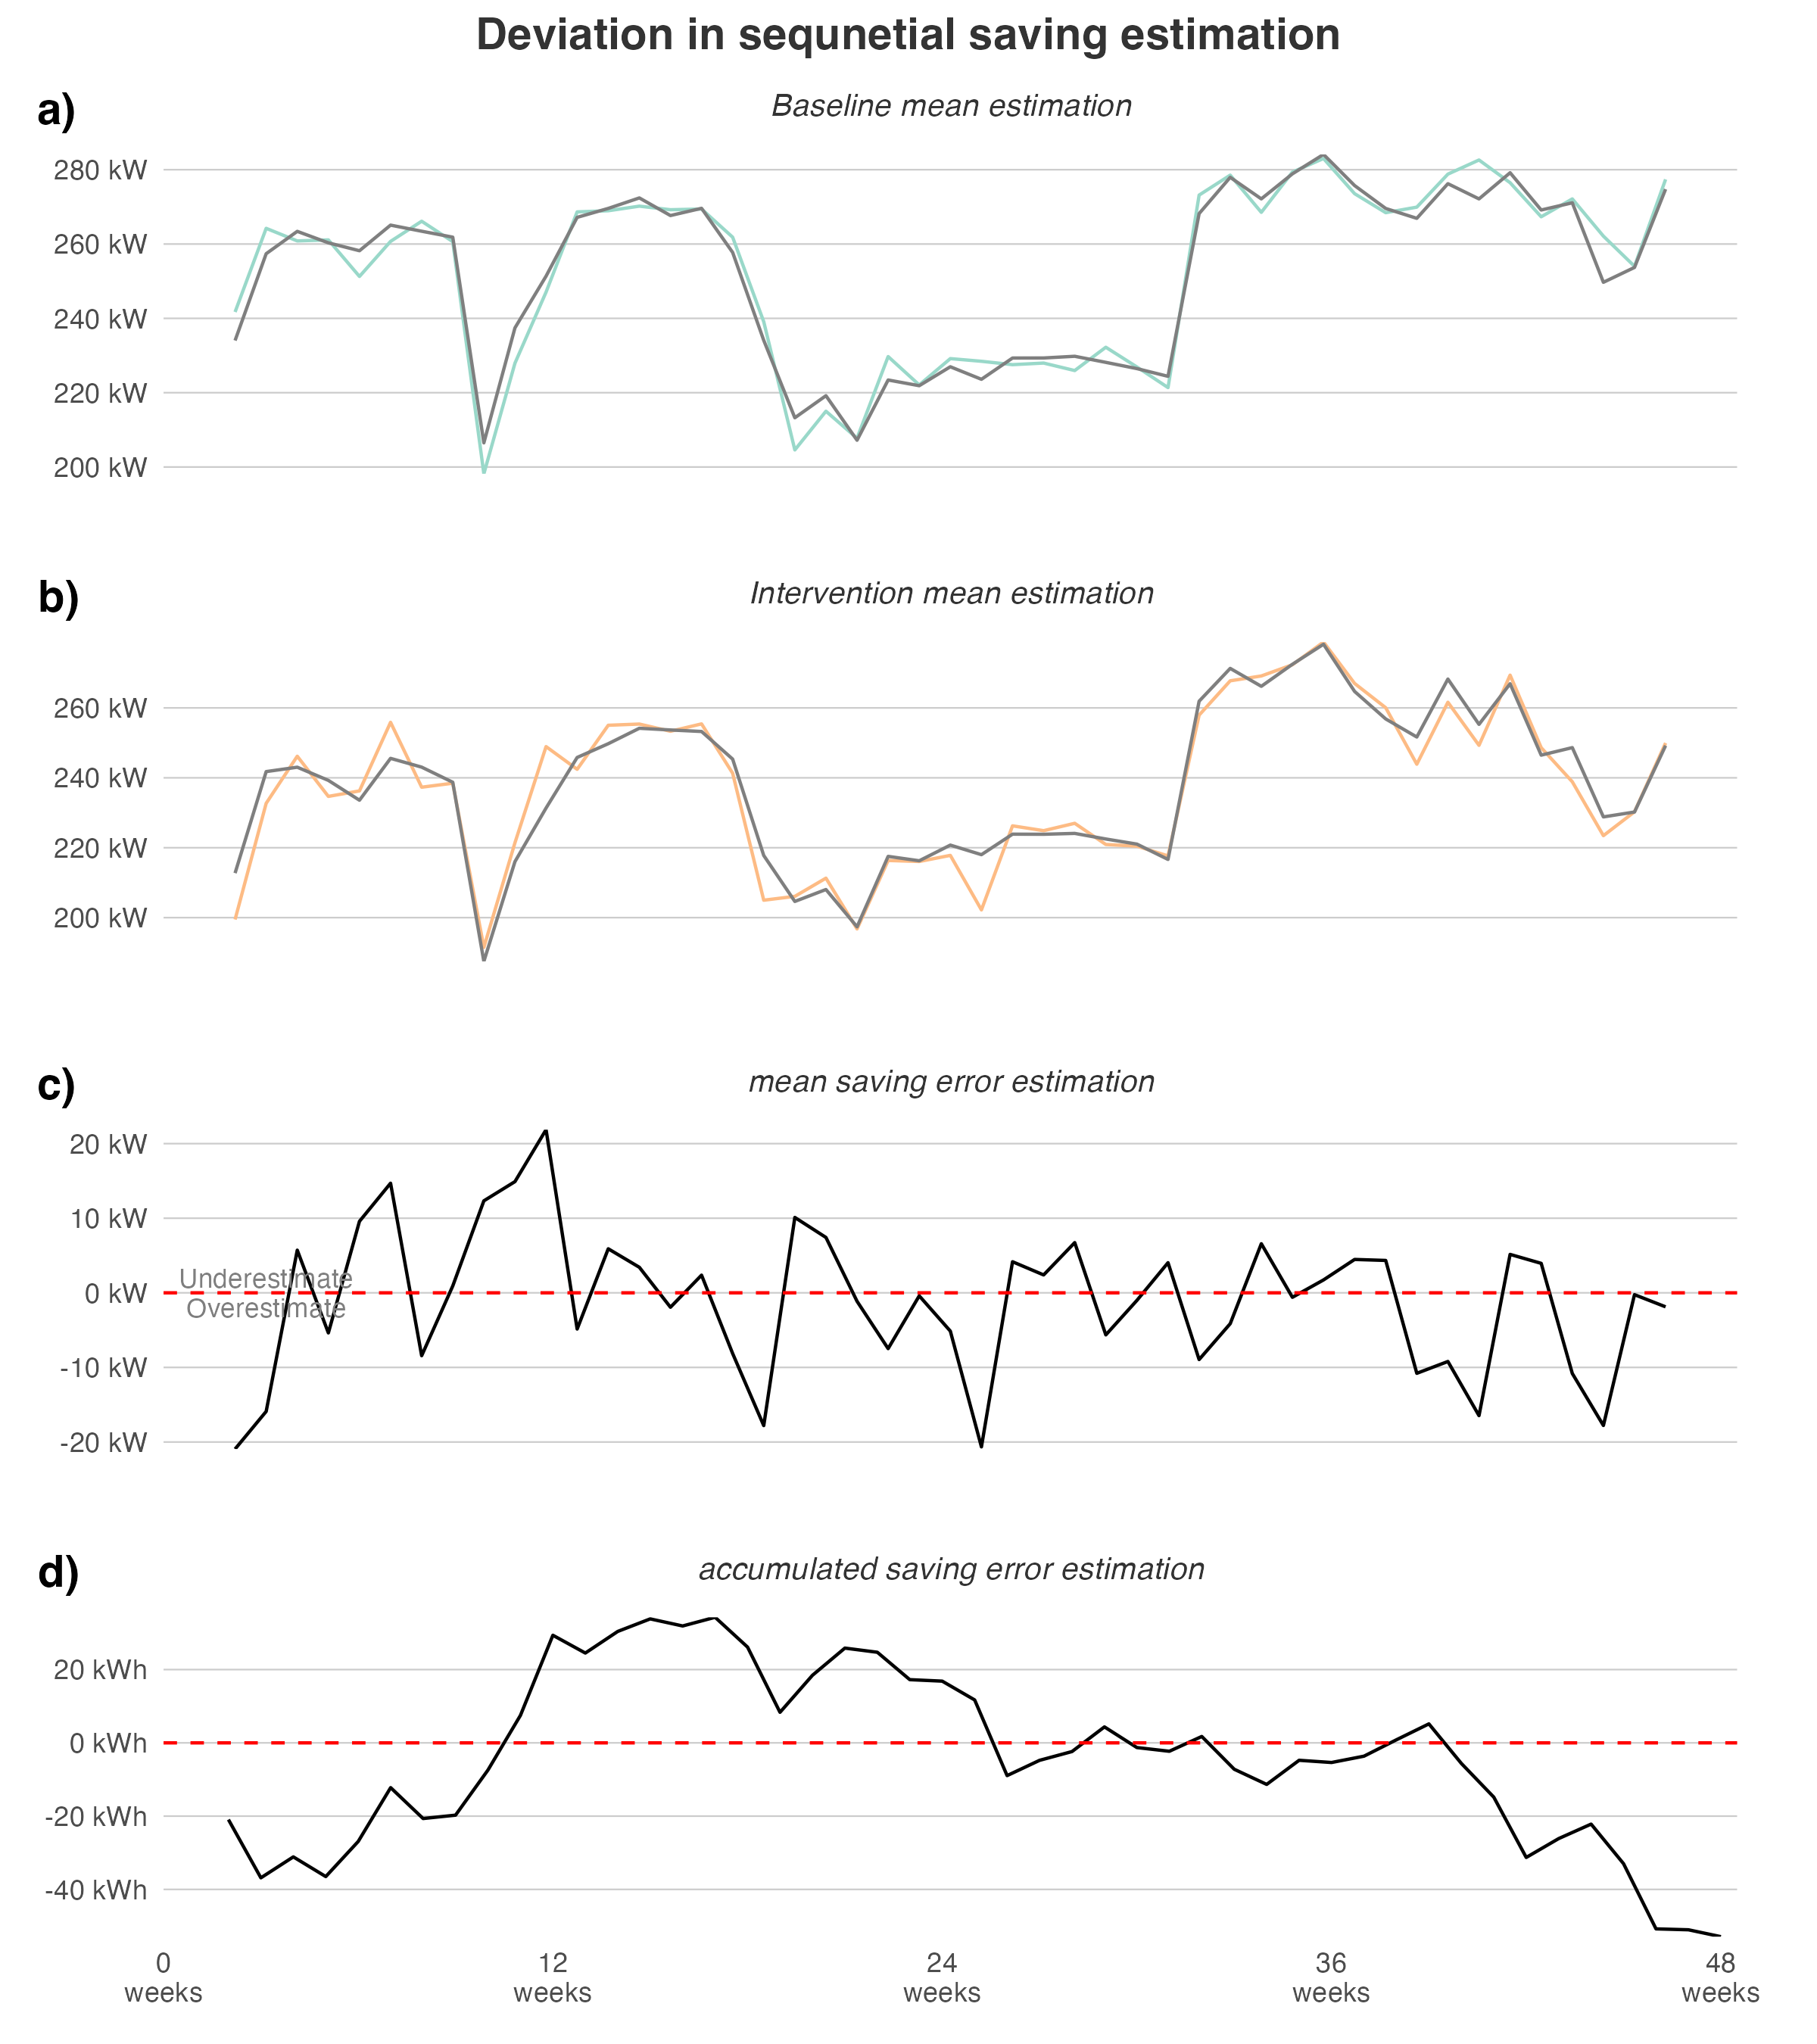 Deviation in sequnetial saving estimation
a)
Baseline mean estimation
280 kW
260 kW
240 kW
220 kW
200 kW
b)
Intervention mean estimation
260 kW
240 kW
220 kW
200 kW
c)
mean saving error estimation
20 kW
10 kW
Underestimate
0 kW
Overestimate
-10 kW
-20 kW
d)
accumulated saving error estimation
20 kWh
0 kWh
-20 kWh
-40 kWh
0 weeks
12 weeks
24 weeks
36 weeks
48 weeks